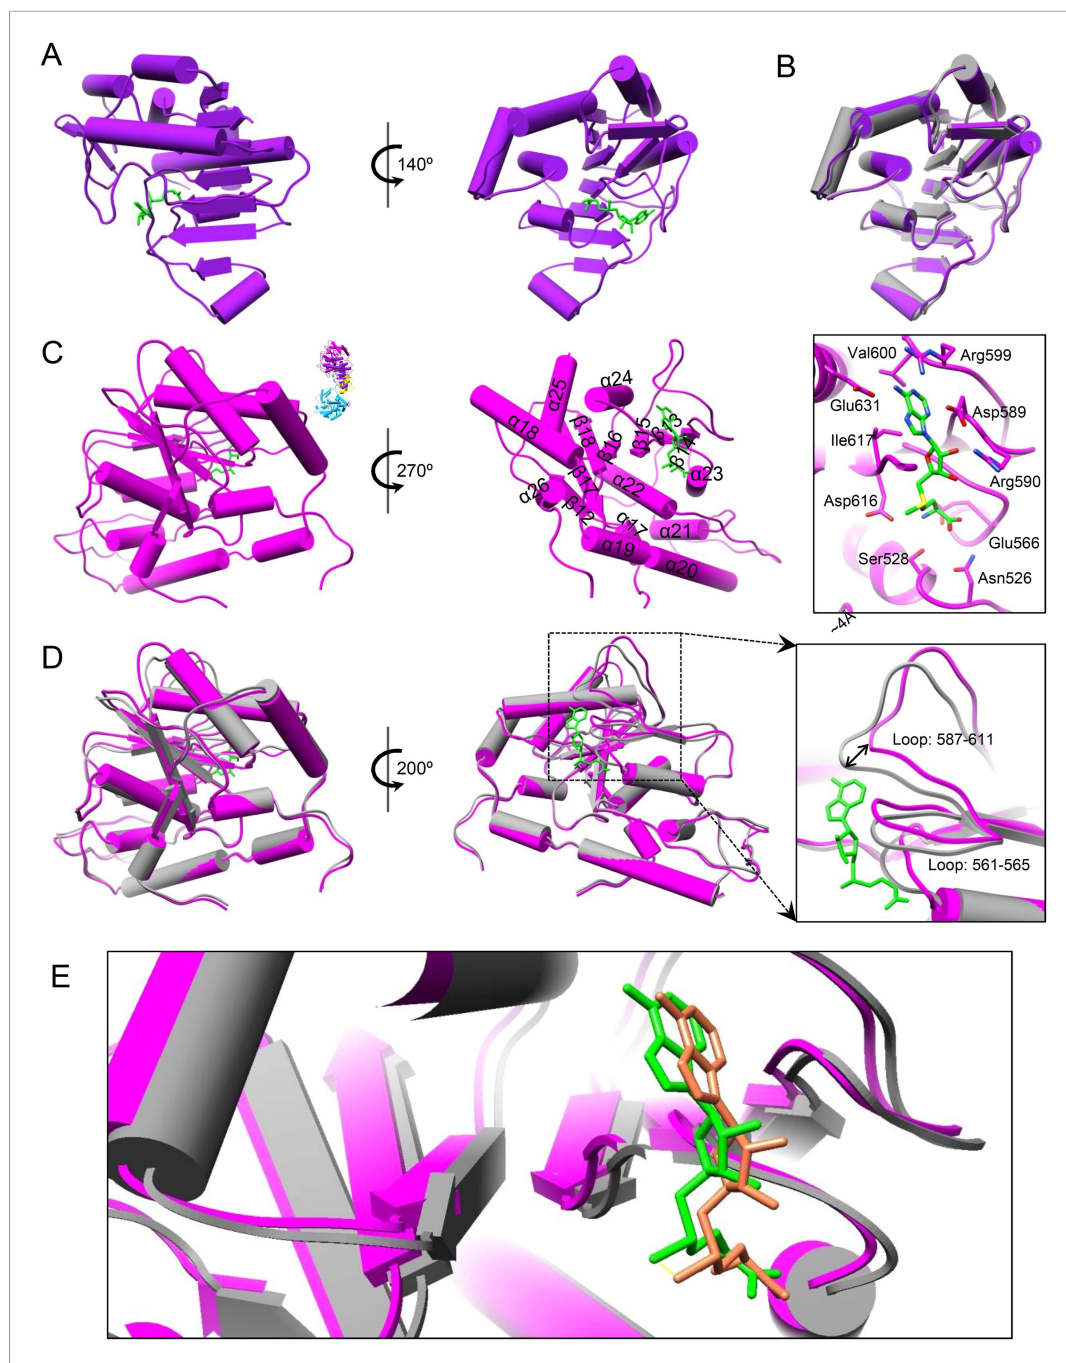 A
B
140º
C
270º
α25
α24
α18
β18
β16
β15
β13
β14
α26
β17
α22
α23
β12
α17
α21
α19
α20
Val600
Arg599
Glu631
Asp589
Ile617
Arg590
Asp616
Glu566
Ser528
Asn526
~4Å
D
200º
Loop: 587-611
Loop: 561-565
E